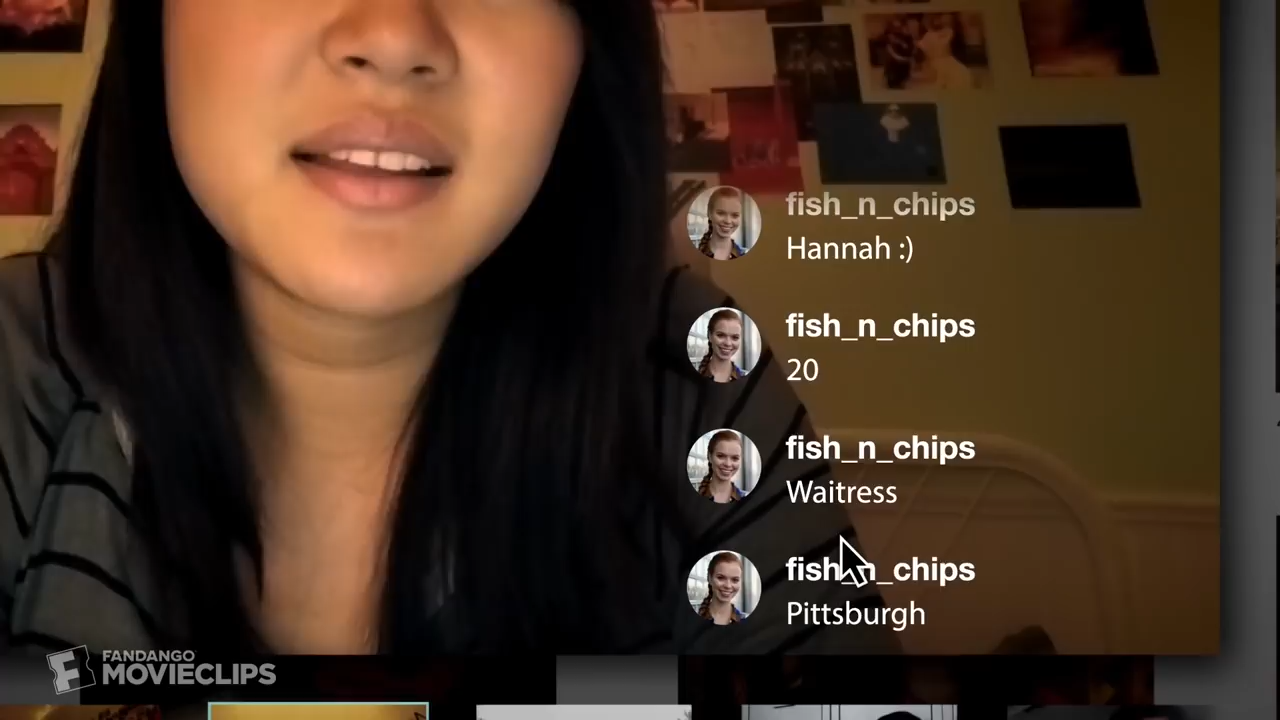 fish_n_chips
Hannah :)
fish_n_chips
20
fish_n_chips
Waitress
fish_n_chips
Pittsburgh
FANDANGO
MOVIECLIPS